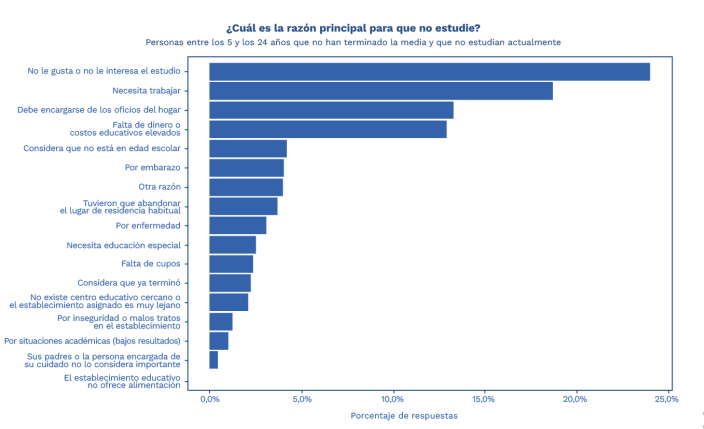 ¿Cuál es la razón principal para que no estudie?
Personas entre los 5 y los 24 años que no han terminado la media y que no estudian actualmente
No le gusta o no le interesa el estudio
Necesita trabajar
Debe encargarse de los oficios del hogar
Falta de dinero o
costos educativos elevados
Considera que no está en edad escolar
Por embarazo
Otra razón
Tuvieron que abandonar
el lugar de residencia habitual
Por enfermedad
Necesita educación especial
Falta de cupos
Considera que ya terminó
No existe centro educativo cercano o
el establecimiento asignado es muy lejano
Por inseguridad o malos tratos
en el establecimiento
Por situaciones académicas (bajos resultados)
Sus padres o la persona encargada de
su cuidado no lo considera importante
El establecimiento educativo
no ofrece alimentación
0,0%
5,0%
10,0%
15,0%
20,0%
25,0%
Porcentaje de respuestas